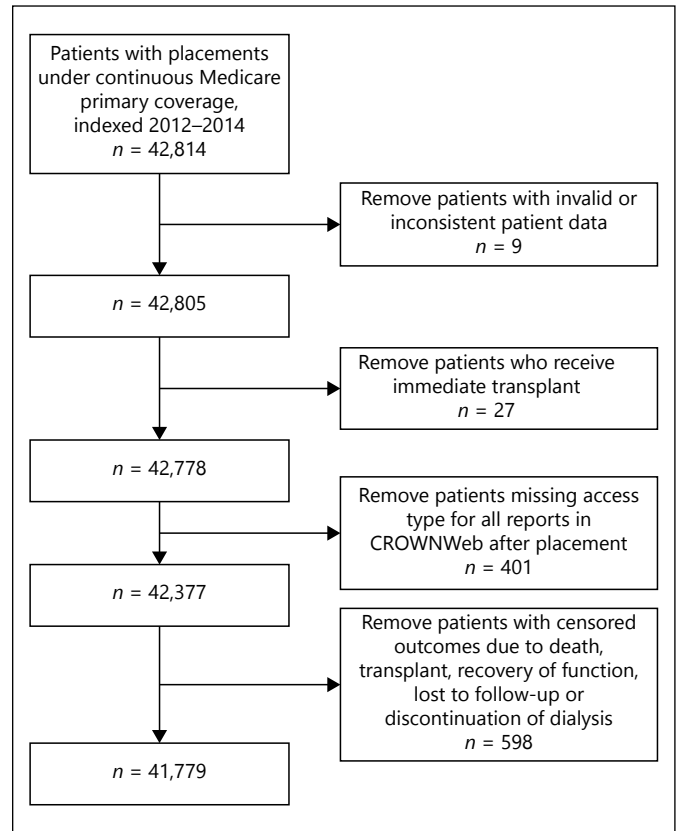 Patients with placements
under continuous Medicare
primary coverage,
indexed 2012–2014
n = 42,814
Remove patients with invalid or
inconsistent patient data
n = 9
n = 42,805
Remove patients who receive
immediate transplant
n = 27
n = 42,778
Remove patients missing access
type for all reports in
CROWNWeb after placement
n = 401
n = 42,377
Remove patients with censored
outcomes due to death,
transplant, recovery of function,
lost to follow-up or
discontinuation of dialysis
n = 598
n = 41,779